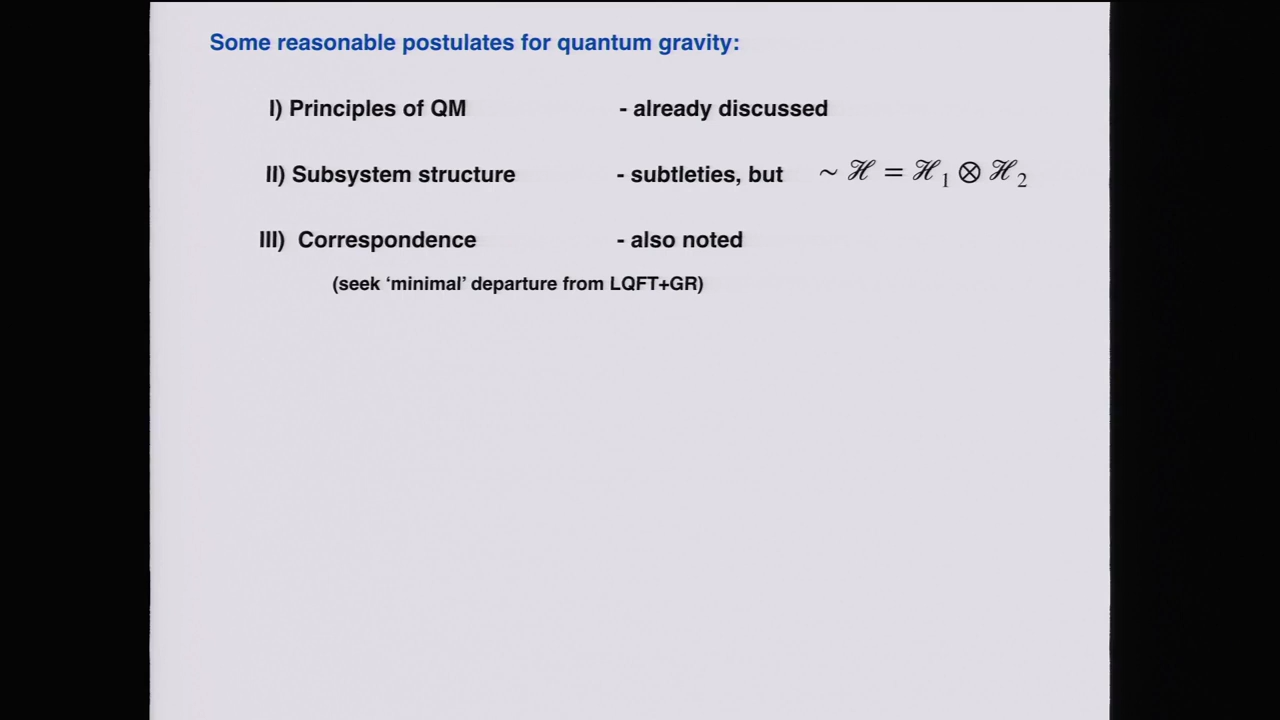 Some reasonable postulates for quantum gravity:
I) Principles of QM - already discussed
II) Subsystem structure - subtleties, but ∼ ℋ = ℋ₁ ⊗ ℋ₂
III) Correspondence - also noted
(seek ‘minimal’ departure from LQFT+GR)